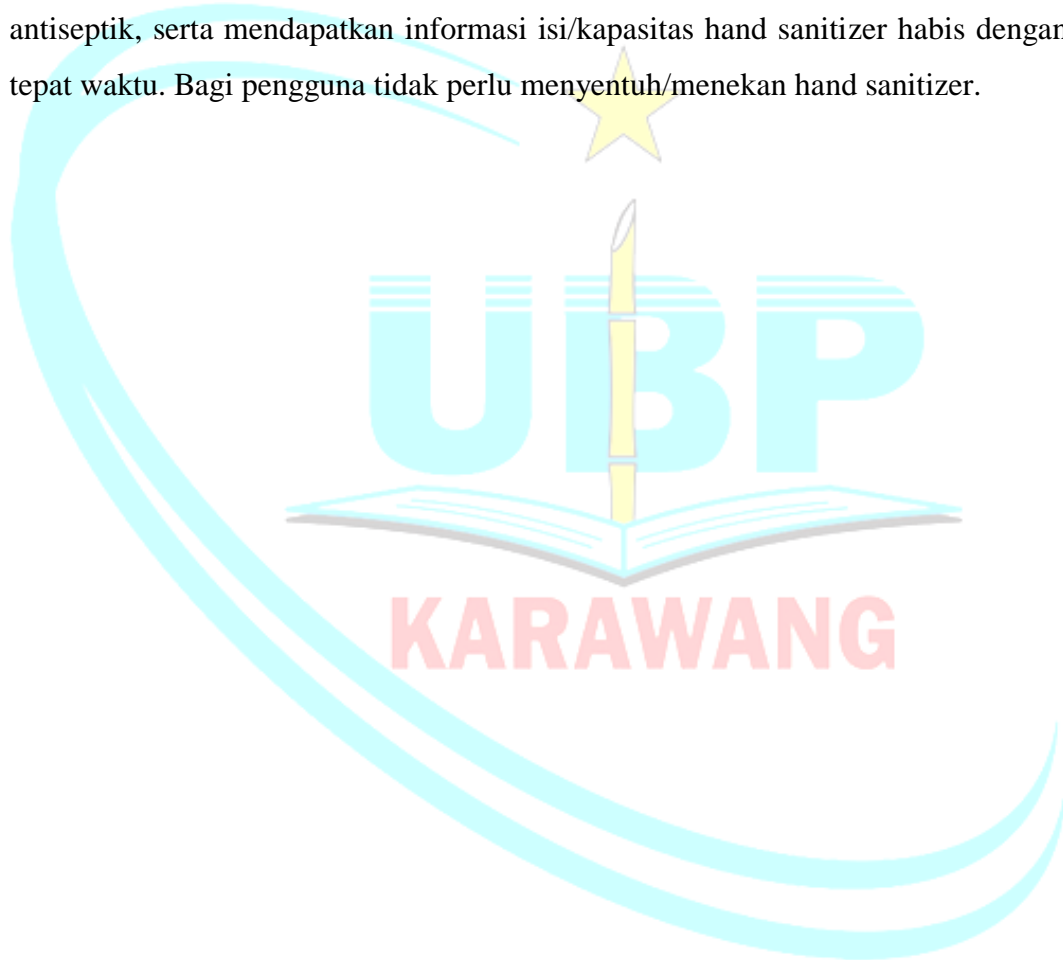 antiseptik, serta mendapatkan informasi isi/kapasitas hand sanitizer habis dengan
tepat waktu. Bagi pengguna tidak perlu menyentuh/menekan hand sanitizer.
UBP
KARAWANG